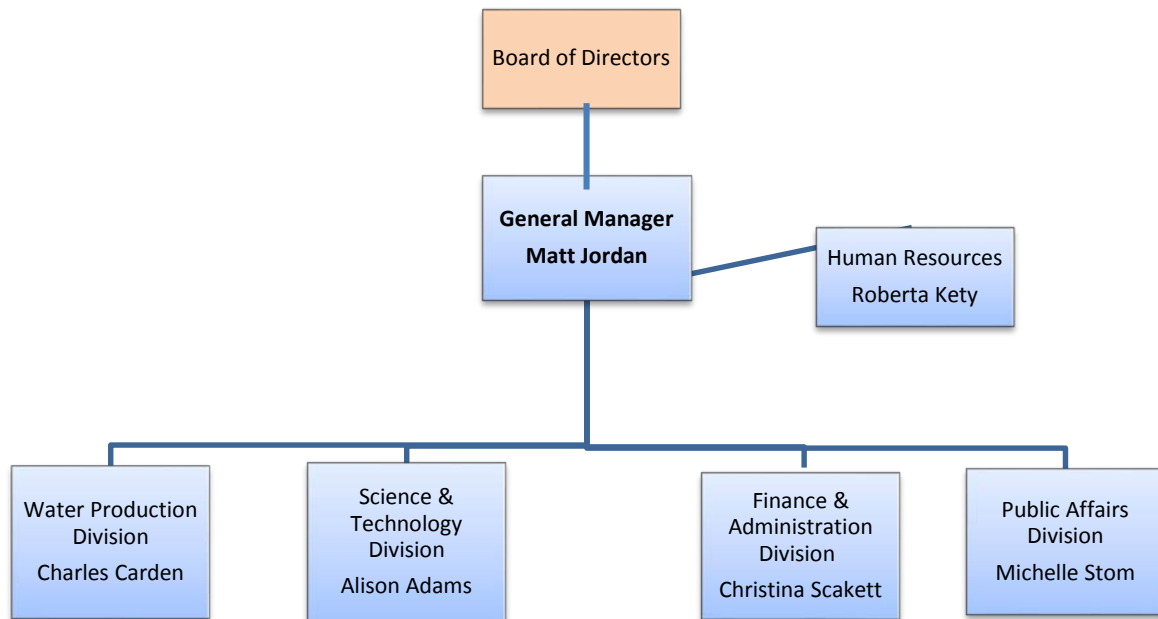 Board of Directors
General Manager
Matt Jordan
Human Resources
Roberta Kety
Water Production
Division
Charles Carden
Science &
Technology
Division
Alison Adams
Finance &
Administration
Division
Christina Scakett
Public Affairs
Division
Michelle Stom